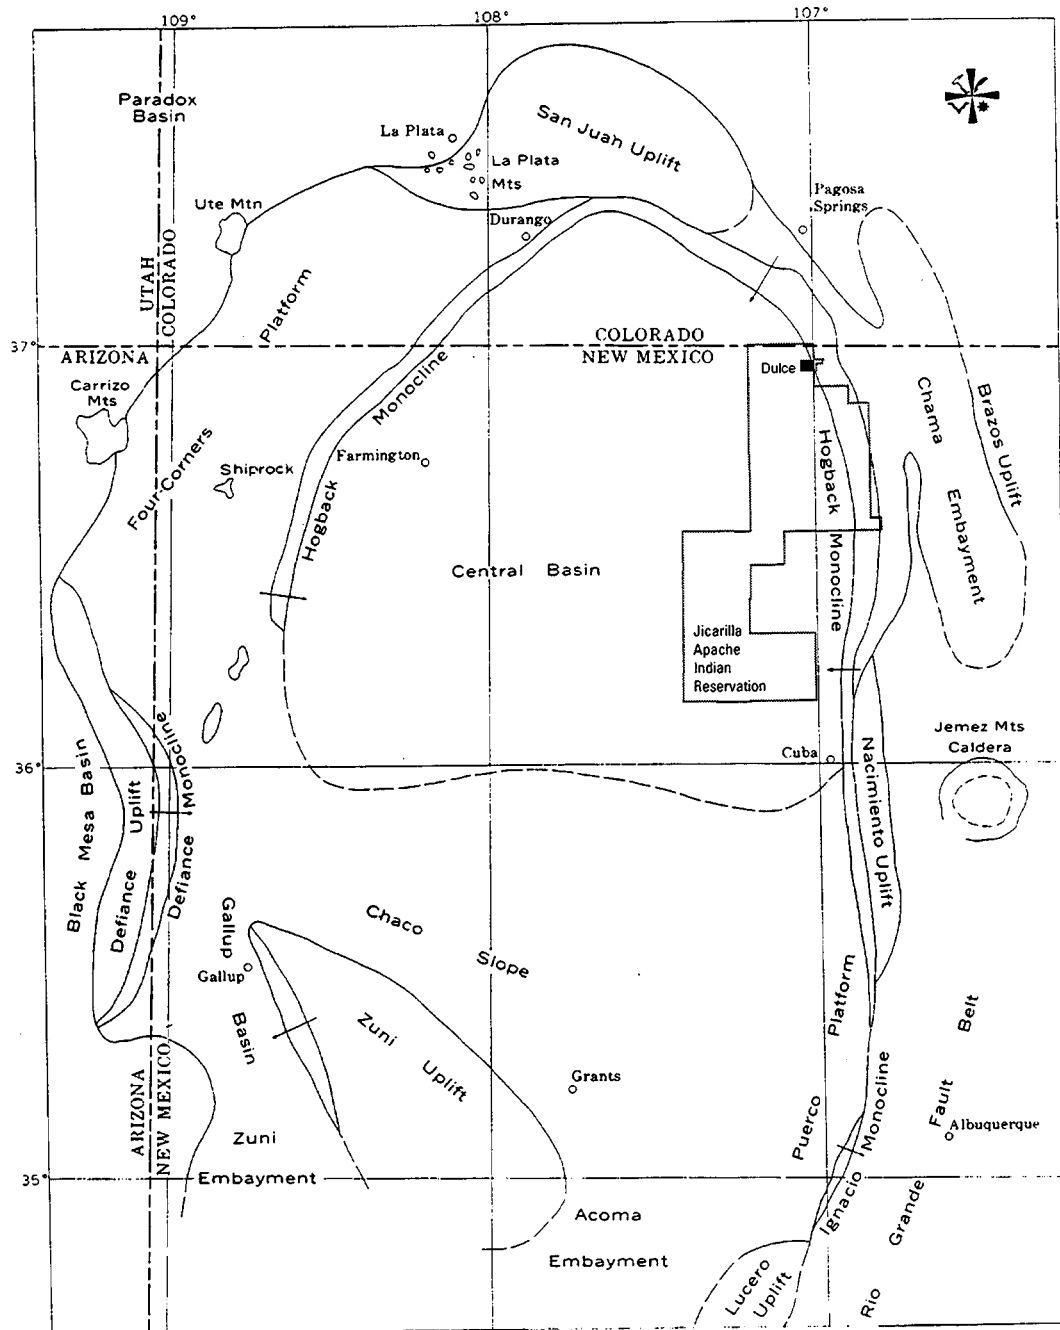 109°
108°
107°
Paradox
Basin
San Juan Uplift
La Plata
La Plata
Mts
Ute Mtn
Durango
Pagosa
Springs
UTAH
COLORADO
Platform
37°
ARIZONA
COLORADO
NEW MEXICO
Dulce
Carrizo
Mts
Monocline
Chama
Embayment
Brazos Uplift
Four Corners
Shiprock
Farmington
Hogback
Hogback
Monocline
Central Basin
Jicarilla
Apache
Indian
Reservation
Jemez Mts
Caldera
Cuba
36°
Black Mesa Basin
Defiance Uplift
Defiance Monocline
Nacimiento Uplift
Gallup
Basin
Gallup
Chaco
Slope
Zuni
Uplift
Platform
Puerco
Grants
ARIZONA
NEW MEXICO
Monocline
Ignacio
Belt
Fault
Grande
Rio
Albuquerque
Zuni
Embayment
35°
Acoma
Embayment
Lucero
Uplift